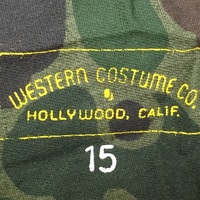 WESTERN COSTUME CO.
HOLLYWOOD, CALIF.
15